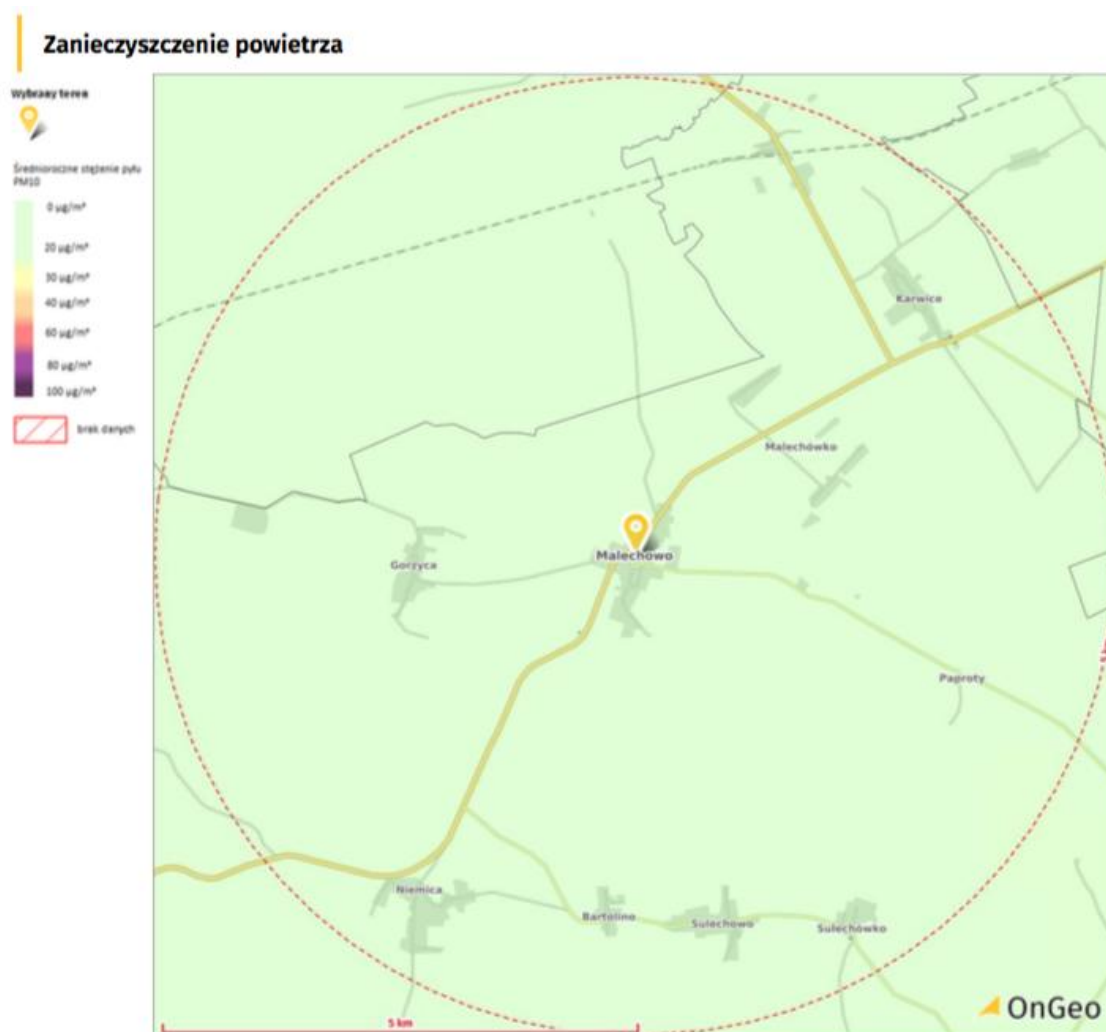 Zanieczyszczenie powietrza
Wybrany teren
Średnioroczne stężenie pyłu
PM10
0 µg/m³
20 µg/m³
30 µg/m³
40 µg/m³
60 µg/m³
80 µg/m³
100 µg/m³
brak danych
Karwice
Malechówko
Malechowo
Gorzyca
Paproty
Niemica
Bartolino
Sulechowo
Sulechówko
5 km
OnGeo